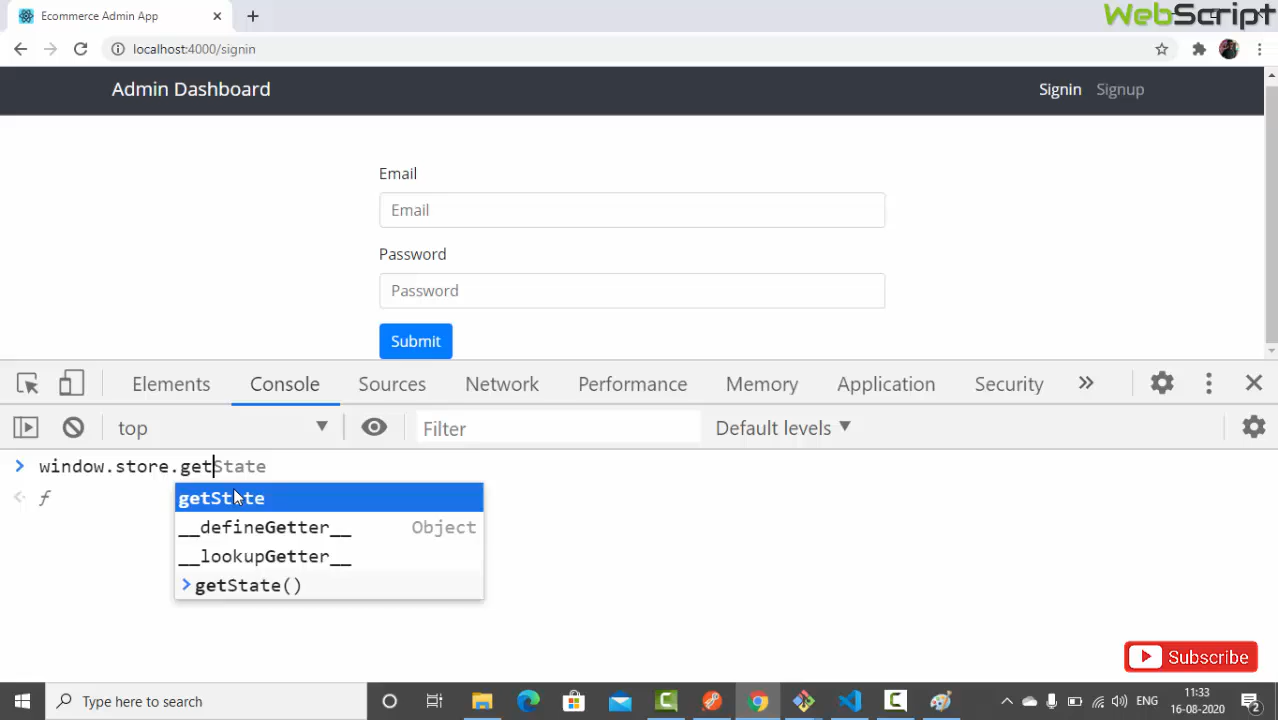 Ecommerce Admin App
WebScript
localhost:4000/signin
Admin Dashboard
Signin
Signup
Email
Email
Password
Password
Submit
Elements
Console
Sources
Network
Performance
Memory
Application
Security
top
Filter
Default levels
window.store.getState
f
getState
__defineGetter__
Object
__lookupGetter__
getState()
Subscribe
Type here to search
ENG
11:33
16-08-2020
2